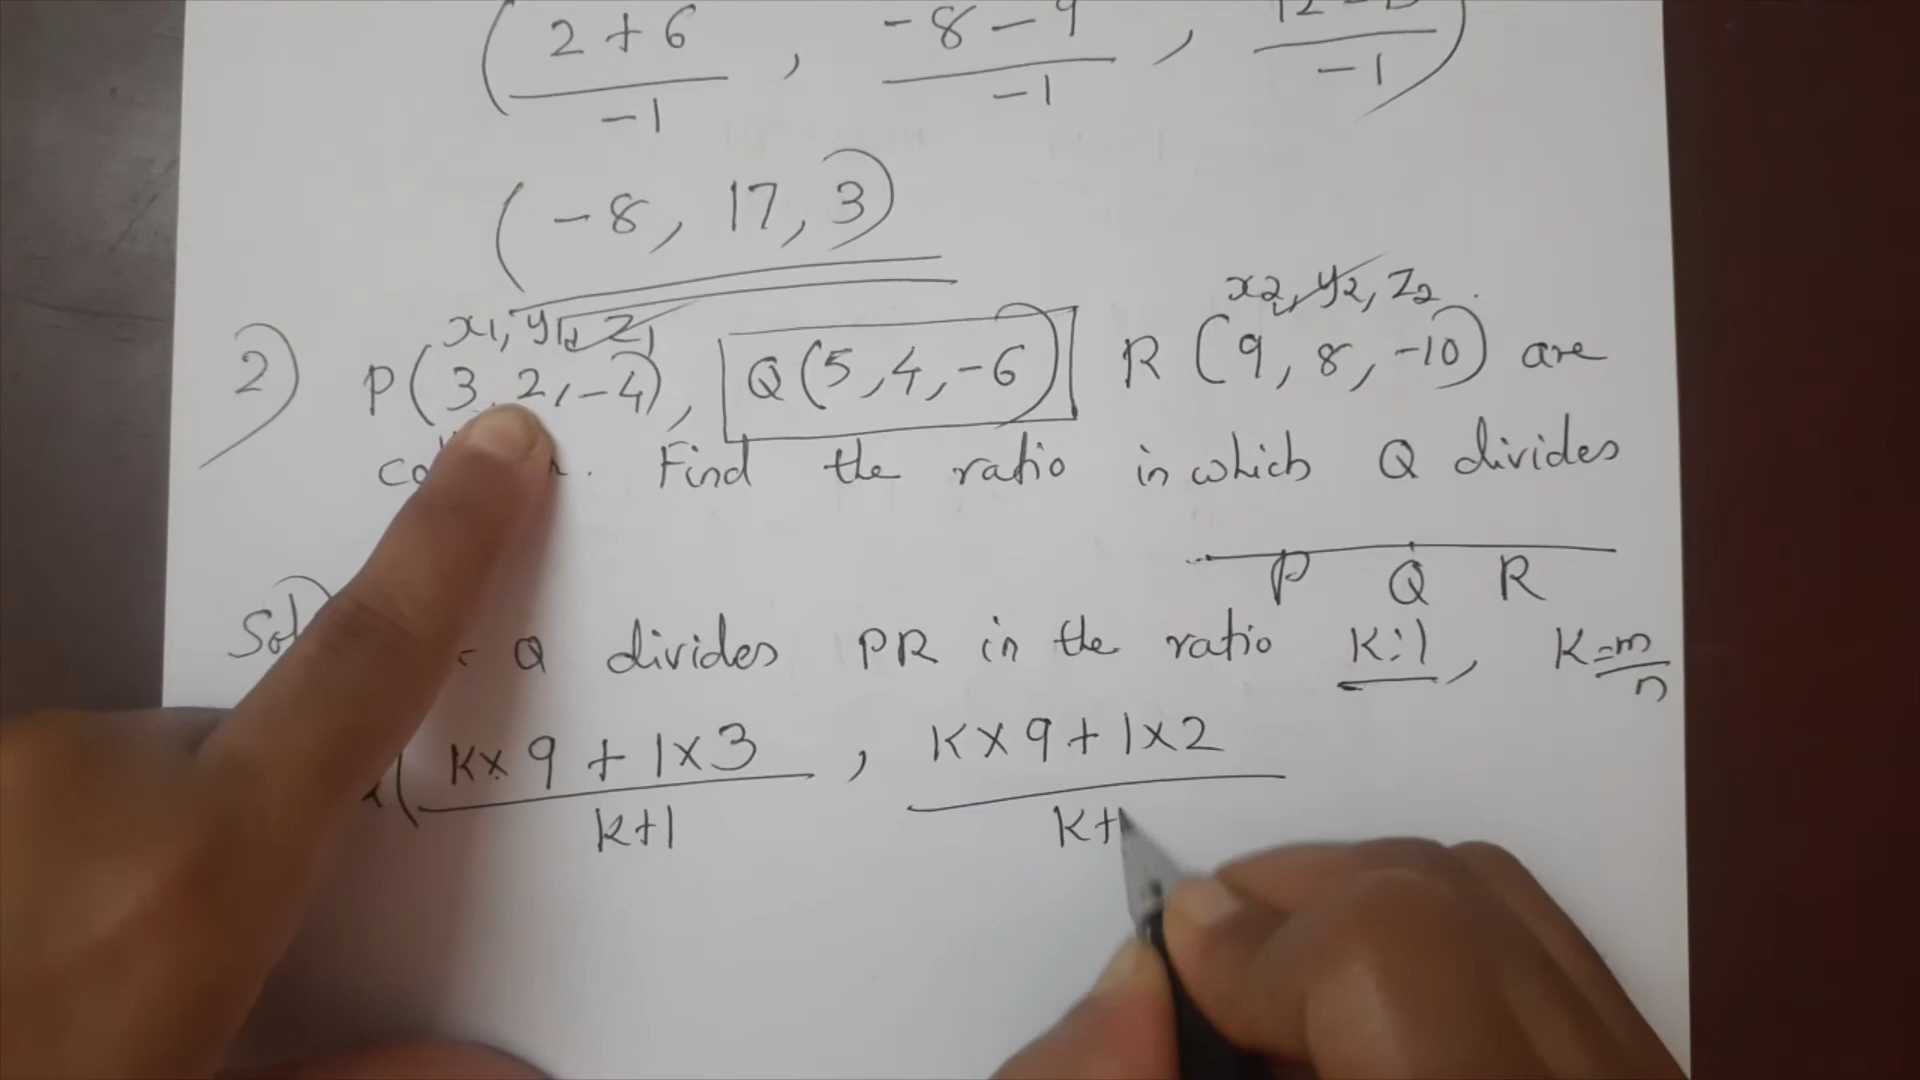 (2+6/-1, -8-9/-1, /-1)
(-8, 17, 3)
x1, y1, z1 x2, y2, z2
2) P(3, 2, -4), Q(5, 4, -6) R (9, 8, -10) are
Find the ratio in which Q divides
P Q R
Q divides PR in the ratio K:1, K=m/n
(K×9+1×3/k+1, K×9+1×2/K+